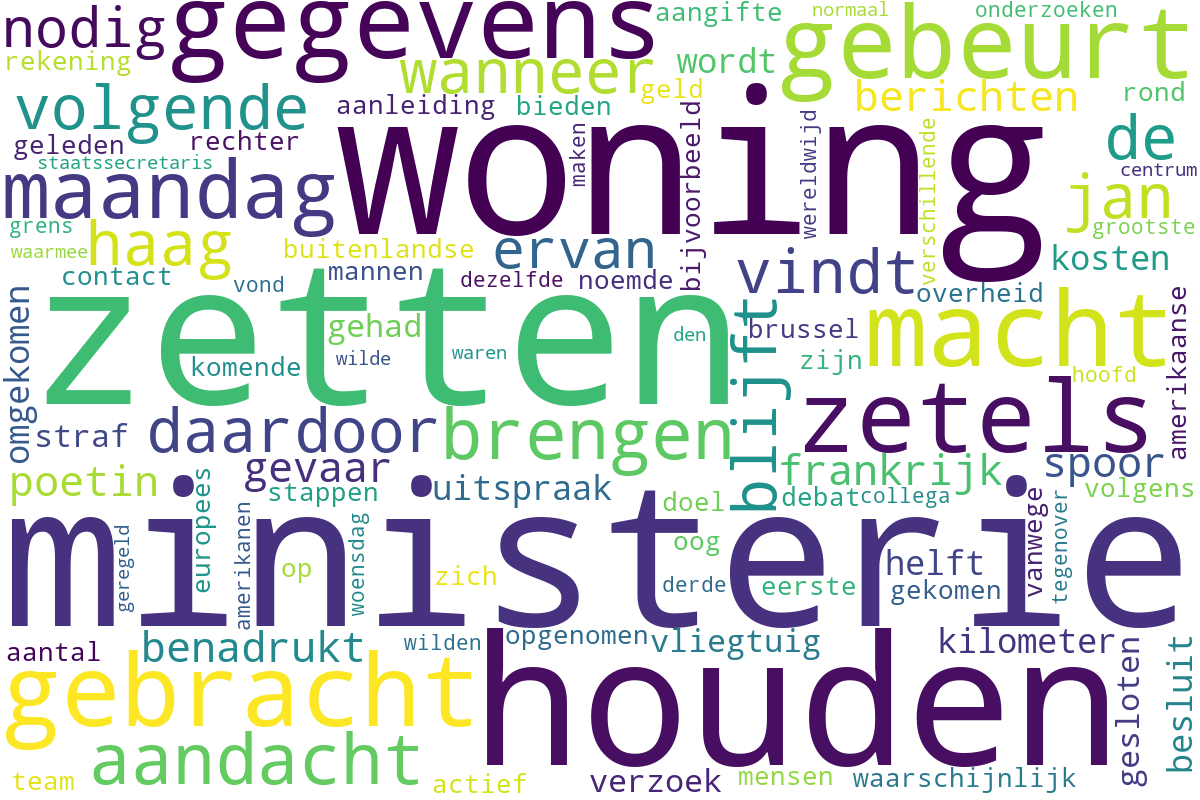 nodig gegevens aangifte normaal onderzoeken
rekening wanneer wordt gebeurt
volgende aanleiding bieden geld berichten rond
geleden rechter woning de
staatssecretaris maken bijvoorbeeld wereldwijd verschillende centrum
maandag jan
grens haag buitenlandse ervan vindt grootste
waarmee kosten
contact vond mannen dezelfde noemde overheid
omgekomen zetten gehad den blijft brussel macht amerikaanse
komende wilde waren zijn hoofd
straf daardoor brengen zetels
poetin gevaar frankrijk spoor
stappen uitspraak doel debat collega volgens
ministerie
geregeld europees amerikanen woensdag oog vanwege tegenover
op zich derde eerste helft
gekomen
aantal benadrukt wilden opgenomen vliegtuig kilometer
gebracht houden gesloten besluit
aandacht
team actief verzoek mensen waarschijnlijk